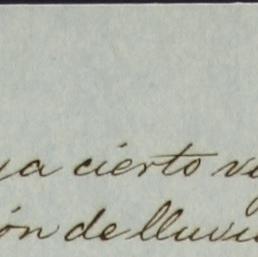 ya cierto
ón de lluvi